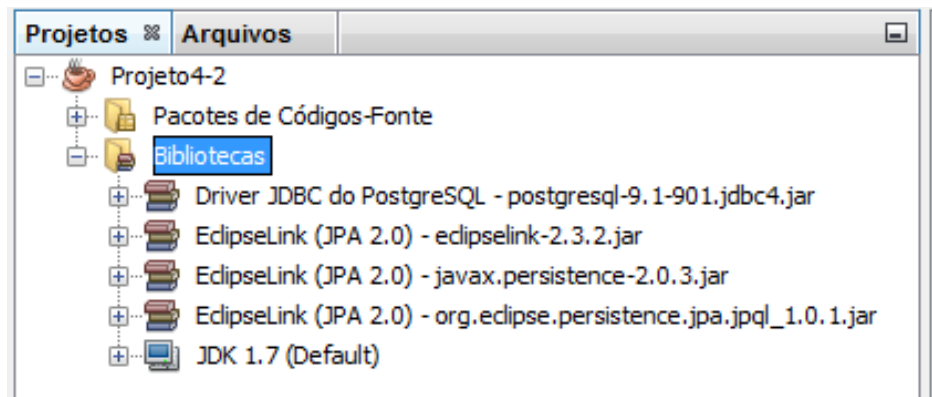 Projetos Arquivos
Projeto4-2
Pacotes de Códigos-Fonte
Bibliotecas
Driver JDBC do PostgreSQL - postgresql-9.1-901.jdbc4.jar
EclipseLink (JPA 2.0) - eclipselink-2.3.2.jar
EclipseLink (JPA 2.0) - javax.persistence-2.0.3.jar
EclipseLink (JPA 2.0) - org.eclipse.persistence.jpa.jpql_1.0.1.jar
JDK 1.7 (Default)